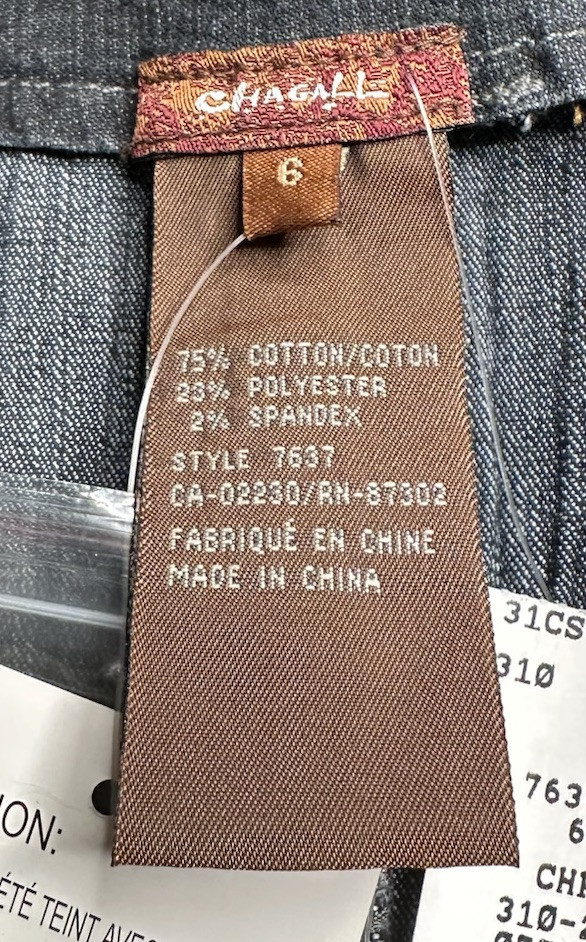 CHAGALL
6
75% COTTON/COTON
23% POLYESTER
2% SPANDEX
STYLE 7637
CA-02230/RN-87302
FABRIQUÉ EN CHINE
MADE IN CHINA
31CS
310
763
6
CHI
310-
ION:
ÉTÉ TEINT AVEC